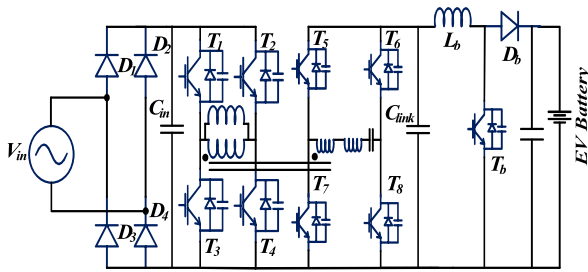 T1 T2 T5 T6
D2
D1
Lb Db
Cin
Clink
Vin
Tb
EV Battery
D4
D3
T7 T8
T3 T4